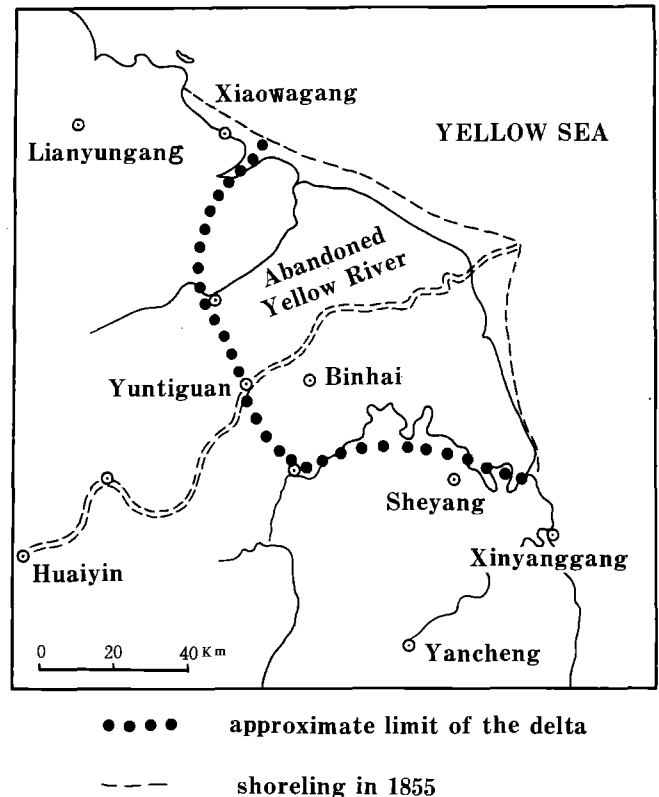 Xiaowagang
YELLOW SEA
Lianyungang
Abandoned
Yellow River
Yuntiguan
Binhai
Sheyang
Xinyanggang
Huaiyin
Yancheng
0 20 40 Km
approximate limit of the delta
shoreling in 1855